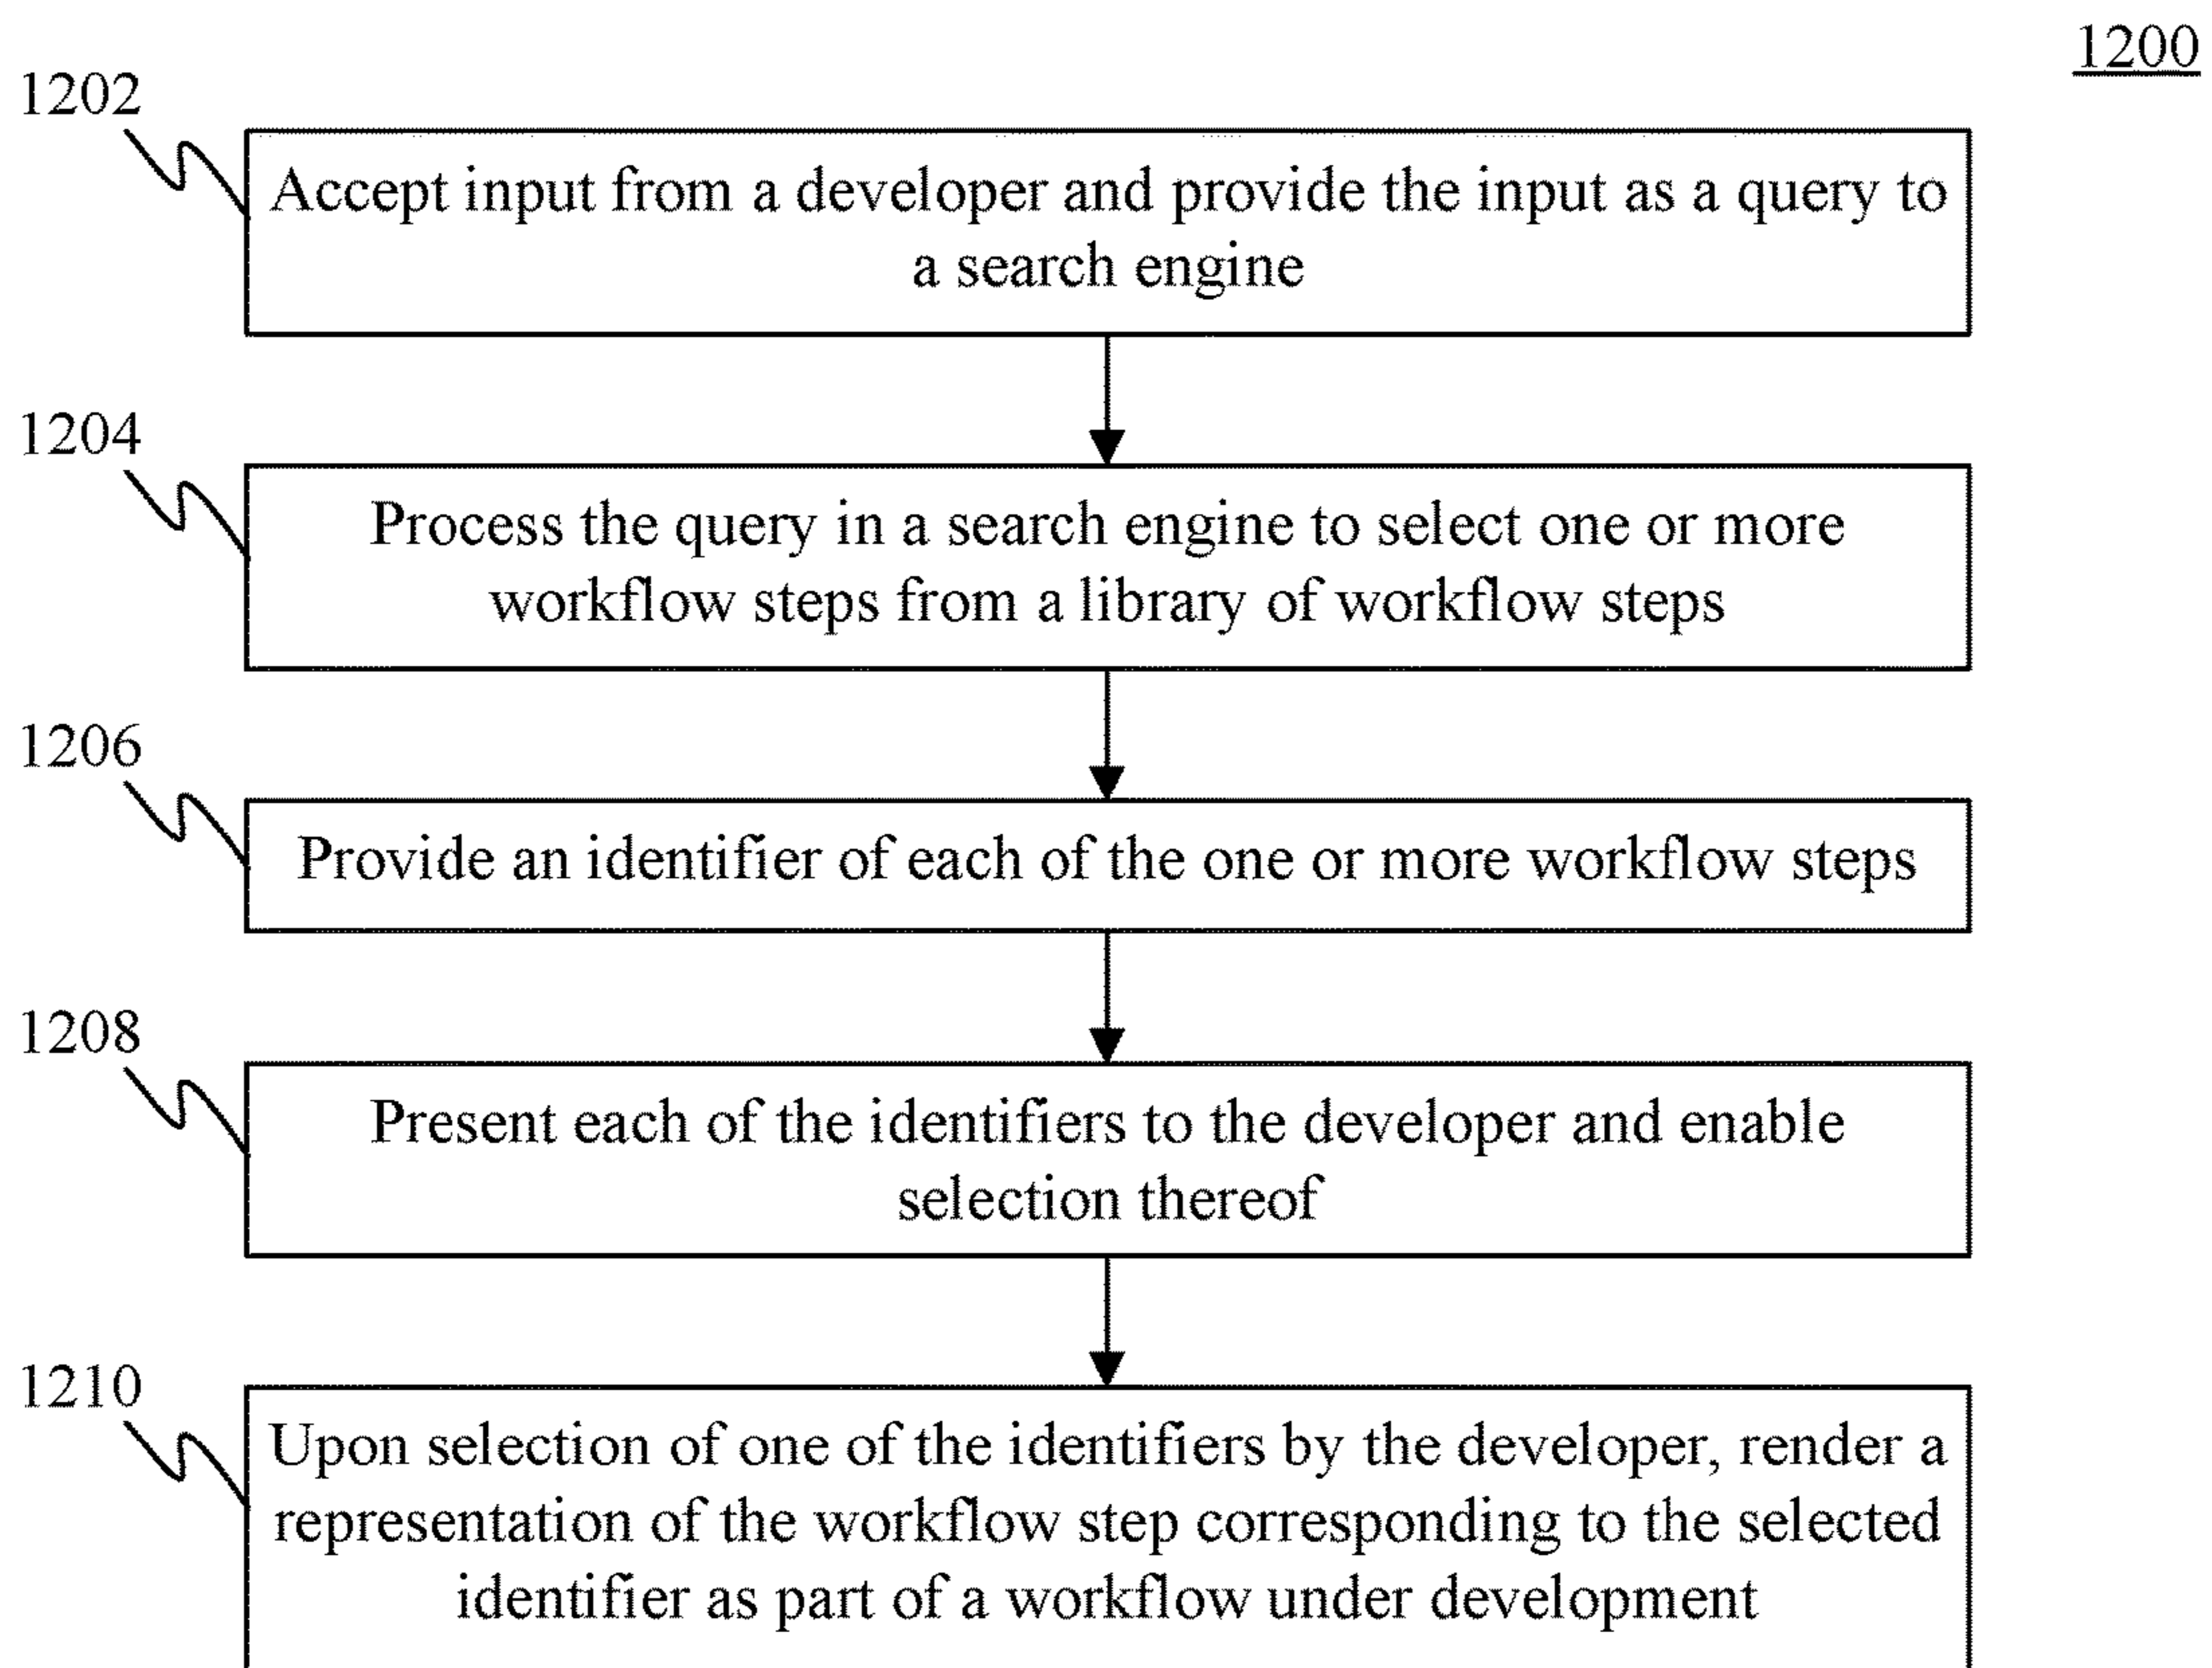 1200
1202
Accept input from a developer and provide the input as a query to
a search engine
1204
Process the query in a search engine to select one or more
workflow steps from a library of workflow steps
1206
Provide an identifier of each of the one or more workflow steps
1208
Present each of the identifiers to the developer and enable
selection thereof
1210
Upon selection of one of the identifiers by the developer, render a
representation of the workflow step corresponding to the selected
identifier as part of a workflow under development